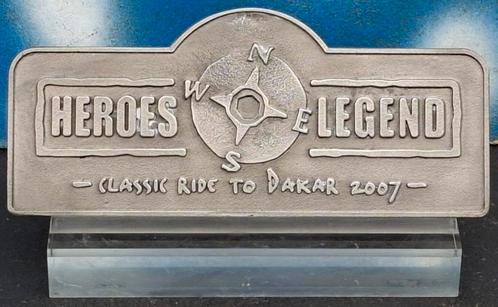 N
W E
S
HEROES LEGEND
- CLASSIC RIDE TO DAKAR 2007 -